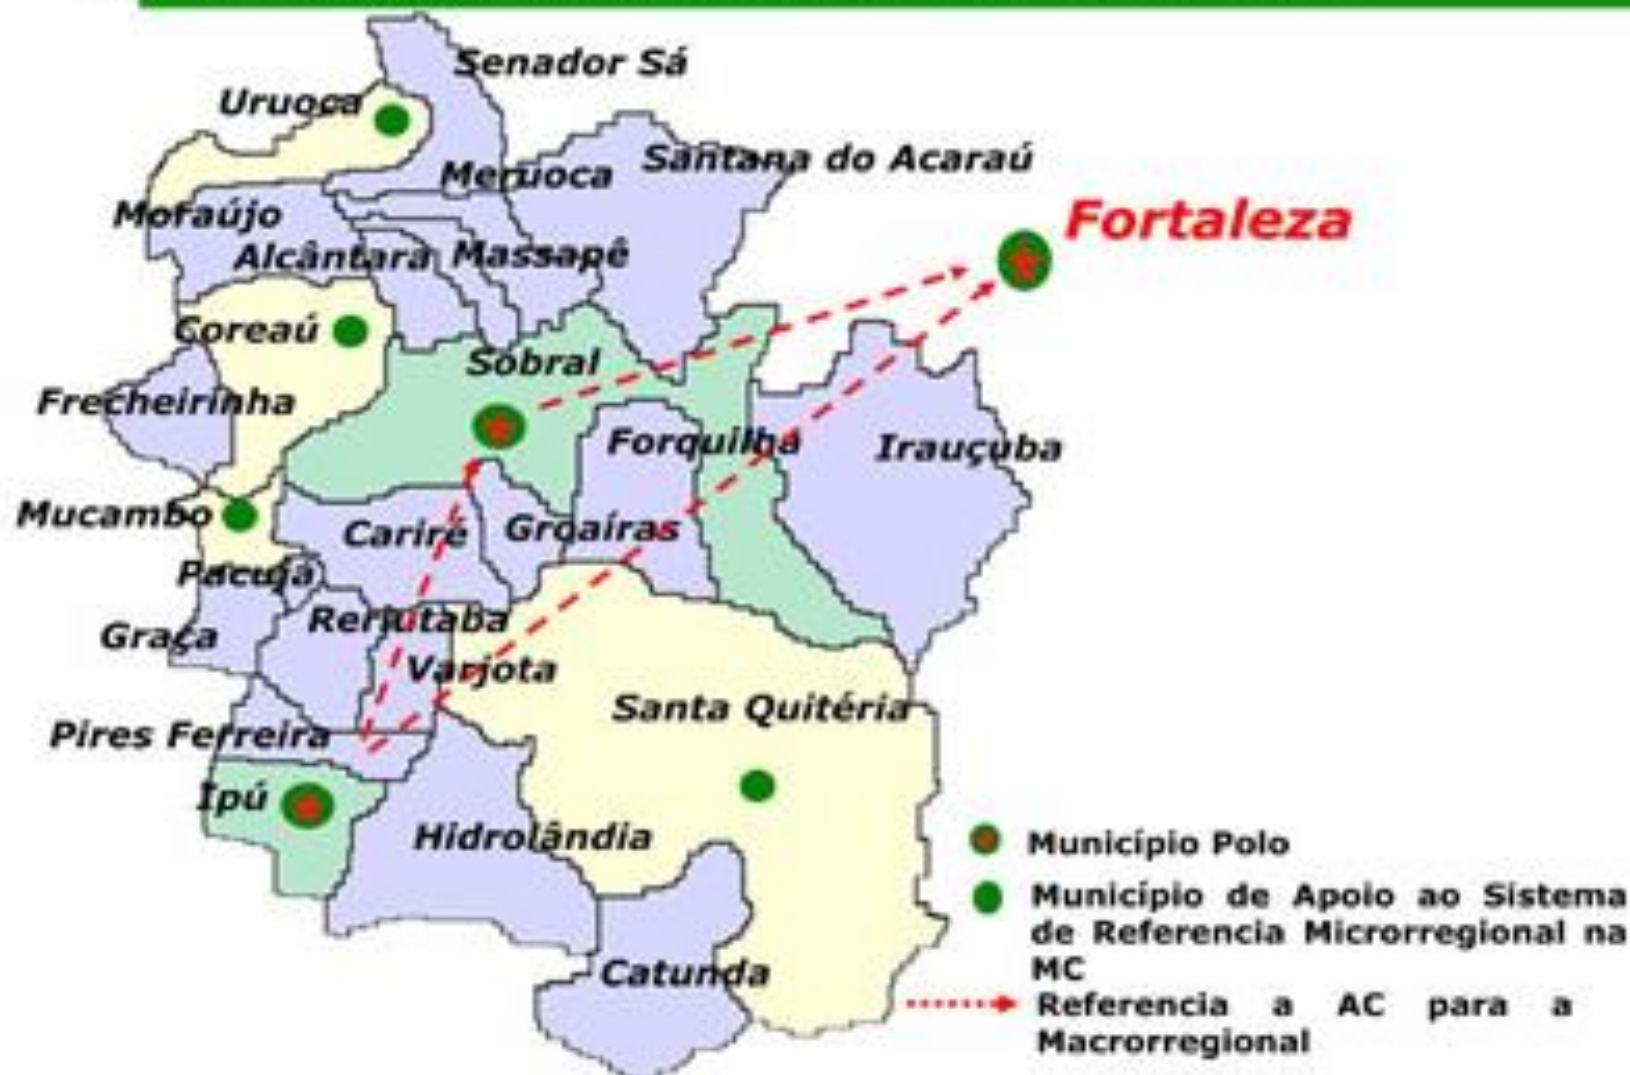 Senador Sá
Uruoca
Santana do Acaraú
Meruoca
Moraújo
Fortaleza
Alcântara
Massapê
Coreaú
Sobral
Frecheirinha
Forquilha
Irauçuba
Mucambo
Cariré
Groaíras
Pacujá
Reriutaba
Graça
Varjota
Santa Quitéria
Pires Ferreira
Ipú
Hidrolândia
Catunda
Município Polo
Município de Apoio ao Sistema
de Referencia Microrregional na
MC
Referencia a AC para a
Macrorregional